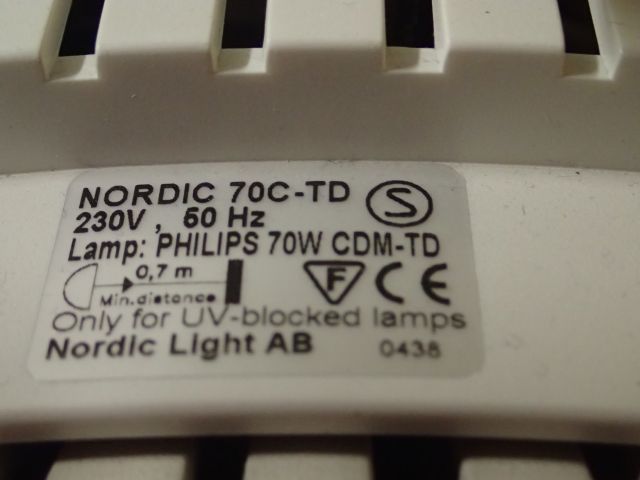 NORDIC 70C-TD S
230V , 50 Hz
Lamp: PHILIPS 70W CDM-TD
0,7 m F CE
Min.distance
Only for UV-blocked lamps
Nordic Light AB 0438